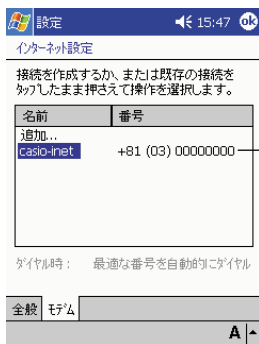 設定 15:47 ok
インターネット設定
接続を作成するか、または既存の接続を
タップしたまま押さえて操作を選択します。
名前 番号
追加...
casio-inet +81 (03) 00000000
ダイヤル時: 最適な番号を自動的にダイヤル
全般 モデム
A